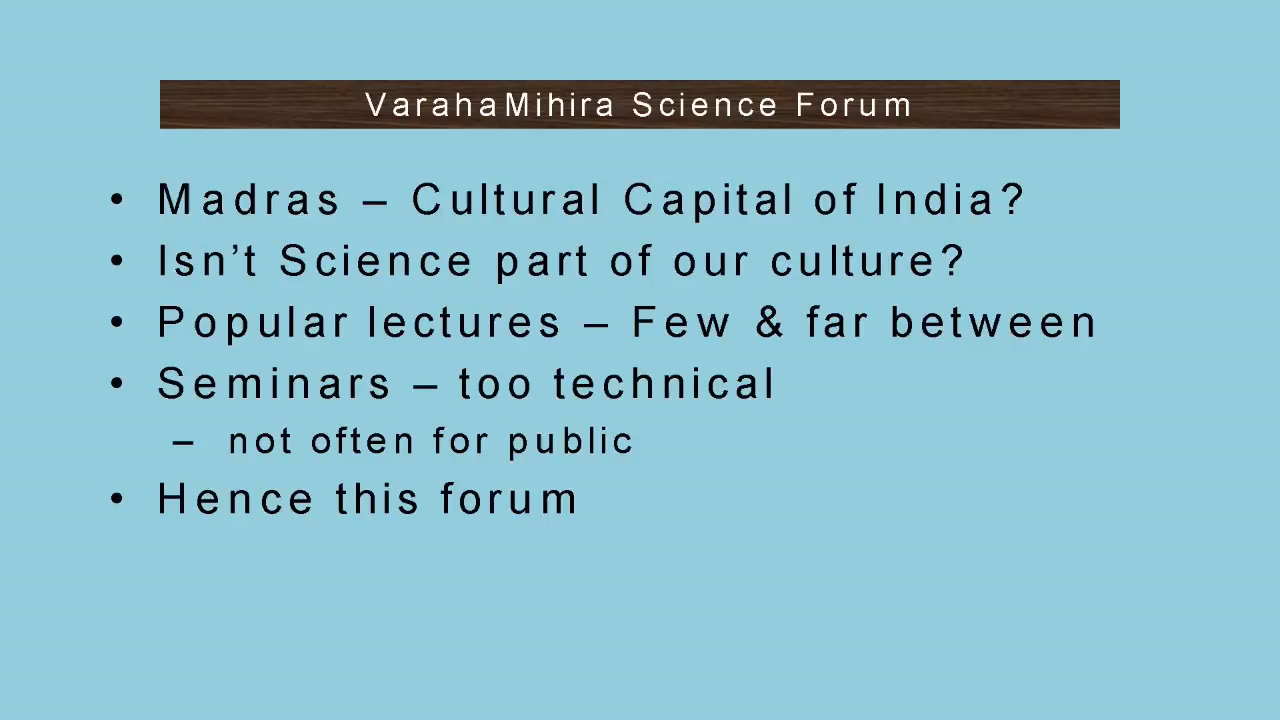 VarahaMihira Science Forum
• Madras – Cultural Capital of India?
• Isn’t Science part of our culture?
• Popular lectures – Few & far between
• Seminars – too technical
– not often for public
• Hence this forum